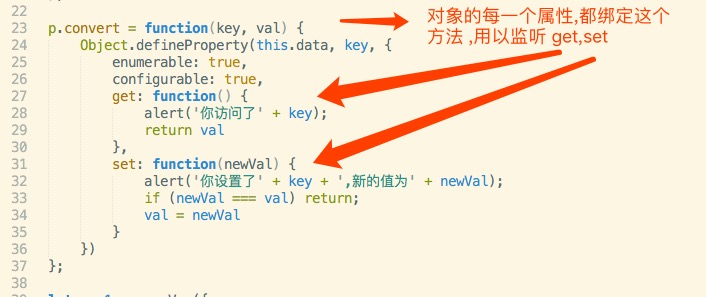 22
23 p.convert = function(key, val) {
对象的每一个属性,都绑定这个
方法 ,用以监听 get,set
24 Object.defineProperty(this.data, key, {
25 enumerable: true,
26 configurable: true,
27 get: function() {
28 alert('你访问了' + key);
29 return val
30 },
31 set: function(newVal) {
32 alert('你设置了' + key + ',新的值为' + newVal);
33 if (newVal === val) return;
34 val = newVal
35 }
36 })
37 };
38